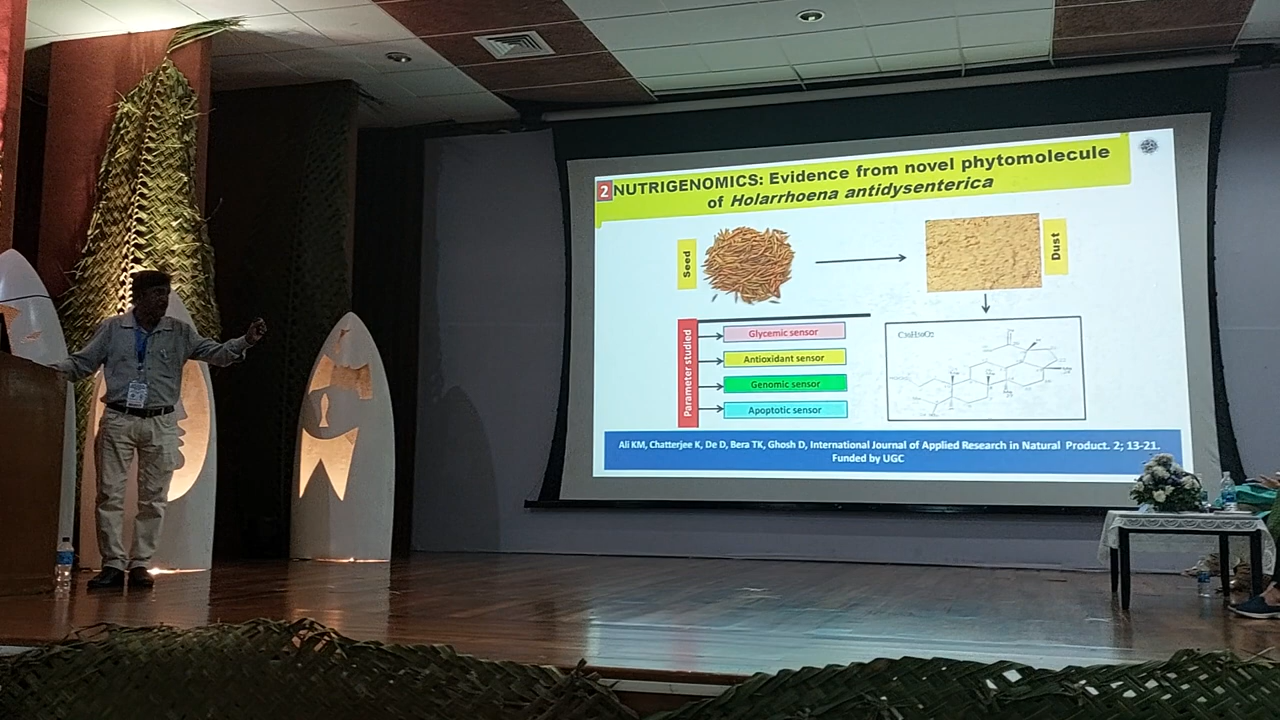 2 NUTRIGENOMICS: Evidence from novel phytomolecule
of Holarrhoena antidysenterica
Seed
Dust
Parameter studied
Glycemic sensor
Antioxidant sensor
Genomic sensor
Apoptotic sensor
Ali KM, Chatterjee K, De D, Bera TK, Ghosh D, International Journal of Applied Research in Natural Product. 2; 13-21.
Funded by UGC